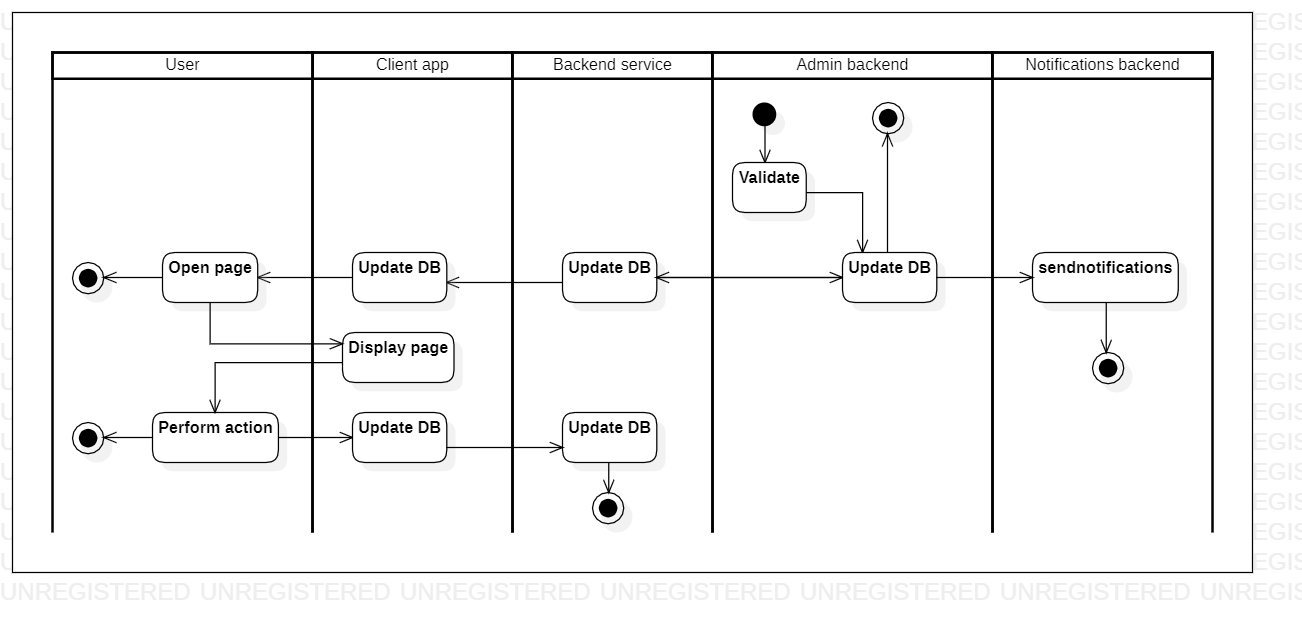 User
Client app
Backend service
Admin backend
Notifications backend
Validate
Open page
Update DB
Update DB
Update DB
sendnotifications
Display page
Perform action
Update DB
Update DB
UNREGISTERED UNREGISTERED UNREGISTERED UNREGISTERED UNREGISTERED UNREGISTERED UNREGIS